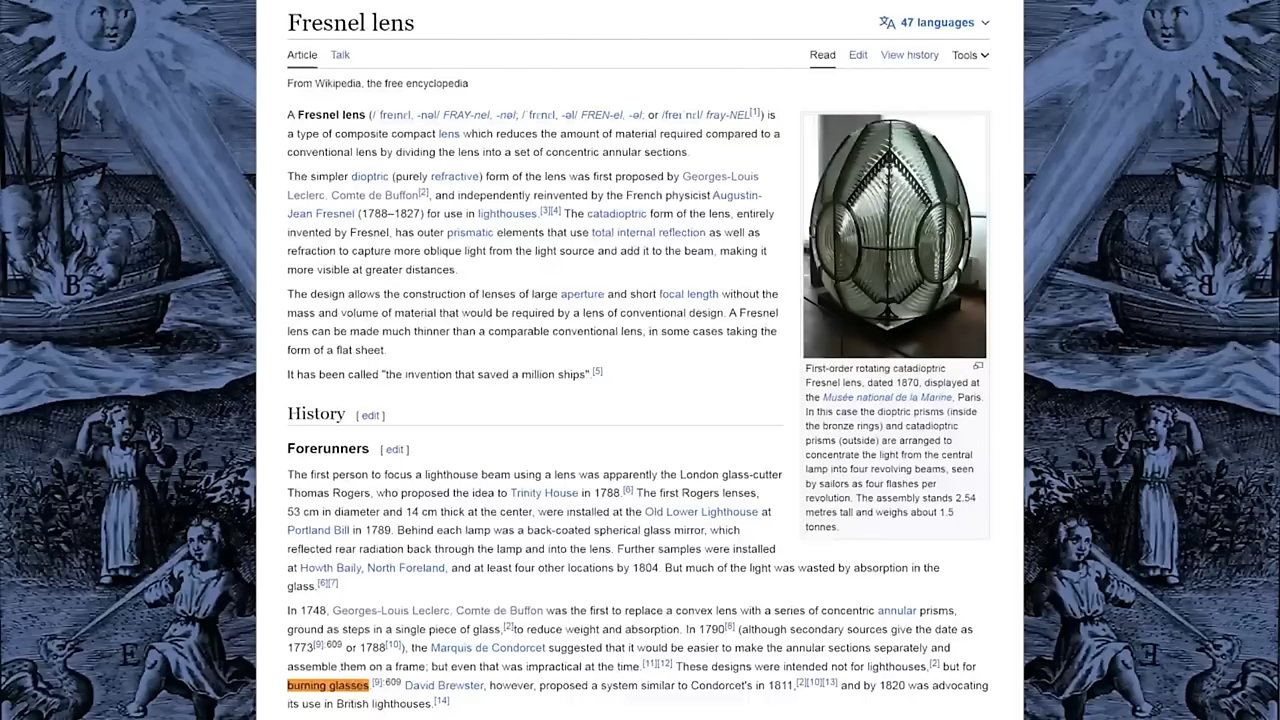 Fresnel lens
47 languages
Article Talk Read Edit View history Tools
From Wikipedia, the free encyclopedia
A Fresnel lens (/ˈfreɪnɛl, -nəl/ FRAY-nel, -nəl; /ˈfrɛnɛl, -əl/ FREN-el, -əl; or /freɪˈnɛl/ fray-NEL[1]) is
a type of composite compact lens which reduces the amount of material required compared to a
conventional lens by dividing the lens into a set of concentric annular sections.
The simpler dioptric (purely refractive) form of the lens was first proposed by Georges-Louis
Leclerc, Comte de Buffon[2], and independently reinvented by the French physicist Augustin-
Jean Fresnel (1788–1827) for use in lighthouses.[3][4] The catadioptric form of the lens, entirely
invented by Fresnel, has outer prismatic elements that use total internal reflection as well as
refraction to capture more oblique light from the light source and add it to the beam, making it
more visible at greater distances.
The design allows the construction of lenses of large aperture and short focal length without the
mass and volume of material that would be required by a lens of conventional design. A Fresnel
lens can be made much thinner than a comparable conventional lens, in some cases taking the
form of a flat sheet.
It has been called "the invention that saved a million ships".[5]
First-order rotating catadioptric
Fresnel lens, dated 1870, displayed at
the Musée national de la Marine, Paris.
In this case the dioptric prisms (inside
the bronze rings) and catadioptric
prisms (outside) are arranged to
concentrate the light from the central
lamp into four revolving beams, seen
by sailors as four flashes per
revolution. The assembly stands 2.54
metres tall and weighs about 1.5
tonnes.
History [ edit ]
Forerunners [ edit ]
The first person to focus a lighthouse beam using a lens was apparently the London glass-cutter
Thomas Rogers, who proposed the idea to Trinity House in 1788.[6] The first Rogers lenses,
53 cm in diameter and 14 cm thick at the center, were installed at the Old Lower Lighthouse at
Portland Bill in 1789. Behind each lamp was a back-coated spherical glass mirror, which
reflected rear radiation back through the lamp and into the lens. Further samples were installed
at Howth Baily, North Foreland, and at least four other locations by 1804. But much of the light was wasted by absorption in the
glass.[6][7]
In 1748, Georges-Louis Leclerc, Comte de Buffon was the first to replace a convex lens with a series of concentric annular prisms,
ground as steps in a single piece of glass,[2]to reduce weight and absorption. In 1790[8] (although secondary sources give the date as
1773[9]:609 or 1788[10]), the Marquis de Condorcet suggested that it would be easier to make the annular sections separately and
assemble them on a frame; but even that was impractical at the time.[11][12] These designs were intended not for lighthouses,[2] but for
burning glasses.[9]:609 David Brewster, however, proposed a system similar to Condorcet's in 1811,[2][10][13] and by 1820 was advocating
its use in British lighthouses.[14]
B
E